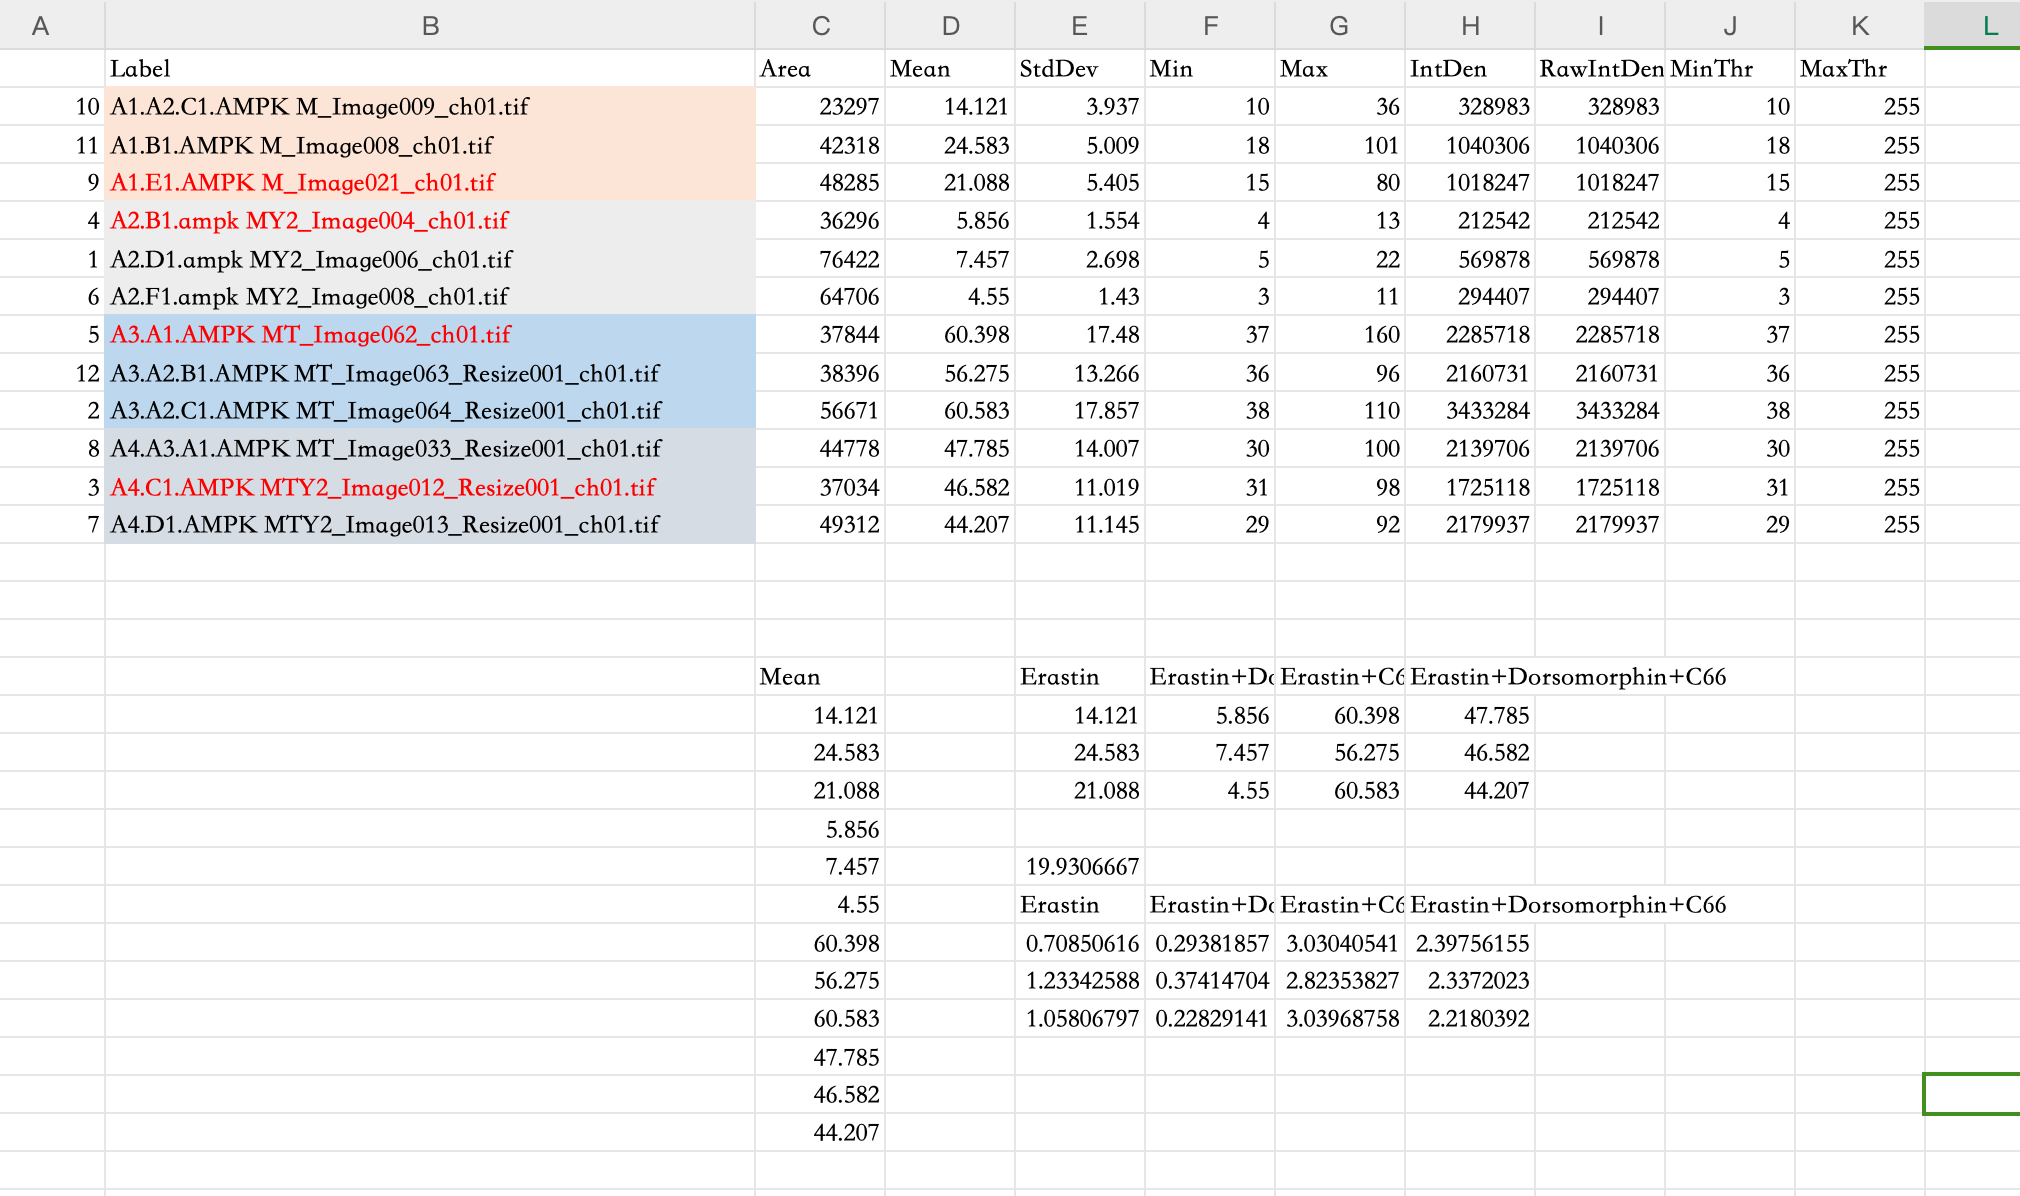 A B C D E F G H I J K L
Label Area Mean StdDev Min Max IntDen RawIntDen MinThr MaxThr
10 A1.A2.C1.AMPK M_Image009_ch01.tif 23297 14.121 3.937 10 36 328983 328983 10 255
11 A1.B1.AMPK M_Image008_ch01.tif 42318 24.583 5.009 18 101 1040306 1040306 18 255
9 A1.E1.AMPK M_Image021_ch01.tif 48285 21.088 5.405 15 80 1018247 1018247 15 255
4 A2.B1.ampk MY2_Image004_ch01.tif 36296 5.856 1.554 4 13 212542 212542 4 255
1 A2.D1.ampk MY2_Image006_ch01.tif 76422 7.457 2.698 5 22 569878 569878 5 255
6 A2.F1.ampk MY2_Image008_ch01.tif 64706 4.55 1.43 3 11 294407 294407 3 255
5 A3.A1.AMPK MT_Image062_ch01.tif 37844 60.398 17.48 37 160 2285718 2285718 37 255
12 A3.A2.B1.AMPK MT_Image063_Resize001_ch01.tif 38396 56.275 13.266 36 96 2160731 2160731 36 255
2 A3.A2.C1.AMPK MT_Image064_Resize001_ch01.tif 56671 60.583 17.857 38 110 3433284 3433284 38 255
8 A4.A3.A1.AMPK MT_Image033_Resize001_ch01.tif 44778 47.785 14.007 30 100 2139706 2139706 30 255
3 A4.C1.AMPK MTY2_Image012_Resize001_ch01.tif 37034 46.582 11.019 31 98 1725118 1725118 31 255
7 A4.D1.AMPK MTY2_Image013_Resize001_ch01.tif 49312 44.207 11.145 29 92 2179937 2179937 29 255
Mean Erastin Erastin+Do Erastin+C6 Erastin+Dorsomorphin+C66
14.121 14.121 5.856 60.398 47.785
24.583 24.583 7.457 56.275 46.582
21.088 21.088 4.55 60.583 44.207
5.856
7.457 19.9306667
4.55 Erastin Erastin+Do Erastin+C6 Erastin+Dorsomorphin+C66
60.398 0.70850616 0.29381857 3.03040541 2.39756155
56.275 1.23342588 0.37414704 2.82353827 2.3372023
60.583 1.05806797 0.22829141 3.03968758 2.2180392
47.785
46.582
44.207